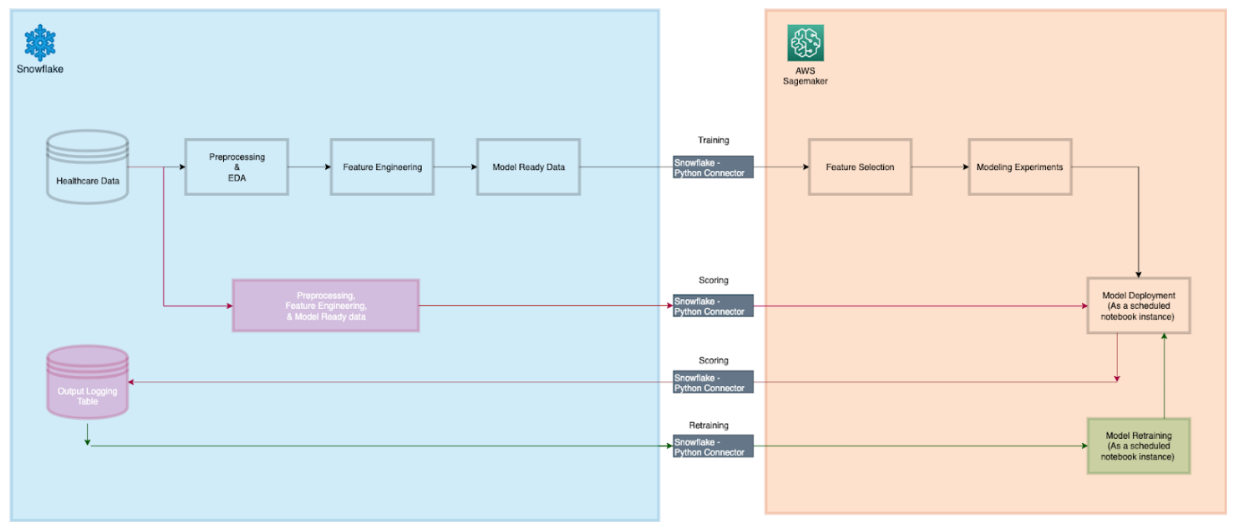 Snowflake
AWS
Sagemaker
Training
Healthcare Data
Preprocessing
&
EDA
Feature Engineering
Model Ready Data
Snowflake -
Python Connector
Feature Selection
Modeling Experiments
Scoring
Preprocessing,
Feature Engineering,
& Model Ready data
Snowflake -
Python Connector
Model Deployment
(As a scheduled
notebook instance)
Scoring
Output Logging
Table
Snowflake -
Python Connector
Retraining
Snowflake -
Python Connector
Model Retraining
(As a scheduled
notebook instance)